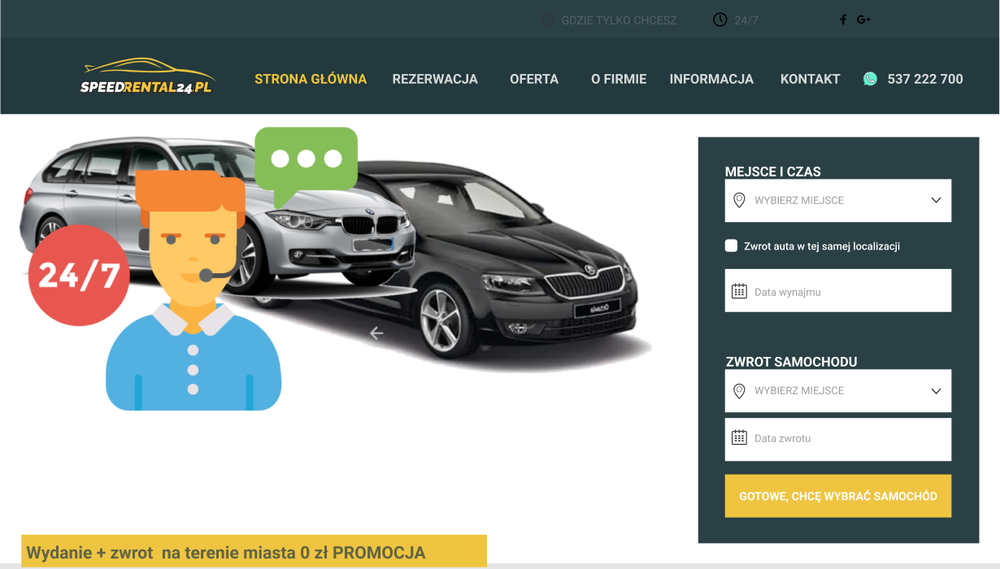 GDZIE TYLKO CHCESZ 24/7 f G+
SPEEDRENTAL24.PL STRONA GŁÓWNA REZERWACJA OFERTA O FIRMIE INFORMACJA KONTAKT 537 222 700
24/7
MEJSCE I CZAS
WYBIERZ MIEJSCE
Zwrot auta w tej samej localizacji
Data wynajmu
ZWROT SAMOCHODU
WYBIERZ MIEJSCE
Data zwrotu
GOTOWE, CHCĘ WYBRAĆ SAMOCHÓD
Wydanie + zwrot na terenie miasta 0 zł PROMOCJA